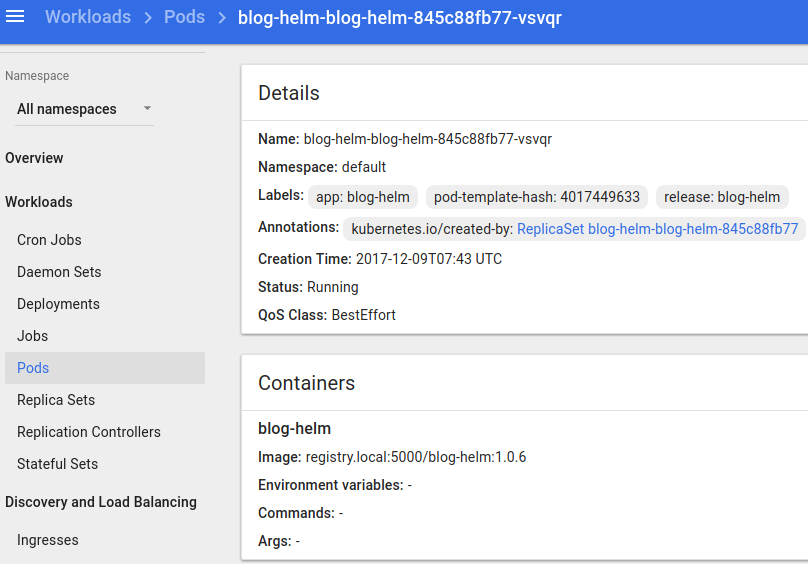 Workloads > Pods > blog-helm-blog-helm-845c88fb77-vsvqr
Namespace
All namespaces
Overview
Workloads
Cron Jobs
Daemon Sets
Deployments
Jobs
Pods
Replica Sets
Replication Controllers
Stateful Sets
Discovery and Load Balancing
Ingresses
Details
Name: blog-helm-blog-helm-845c88fb77-vsvqr
Namespace: default
Labels: app: blog-helm pod-template-hash: 4017449633 release: blog-helm
Annotations: kubernetes.io/created-by: ReplicaSet blog-helm-blog-helm-845c88fb77
Creation Time: 2017-12-09T07:43 UTC
Status: Running
QoS Class: BestEffort
Containers
blog-helm
Image: registry.local:5000/blog-helm:1.0.6
Environment variables: -
Commands: -
Args: -